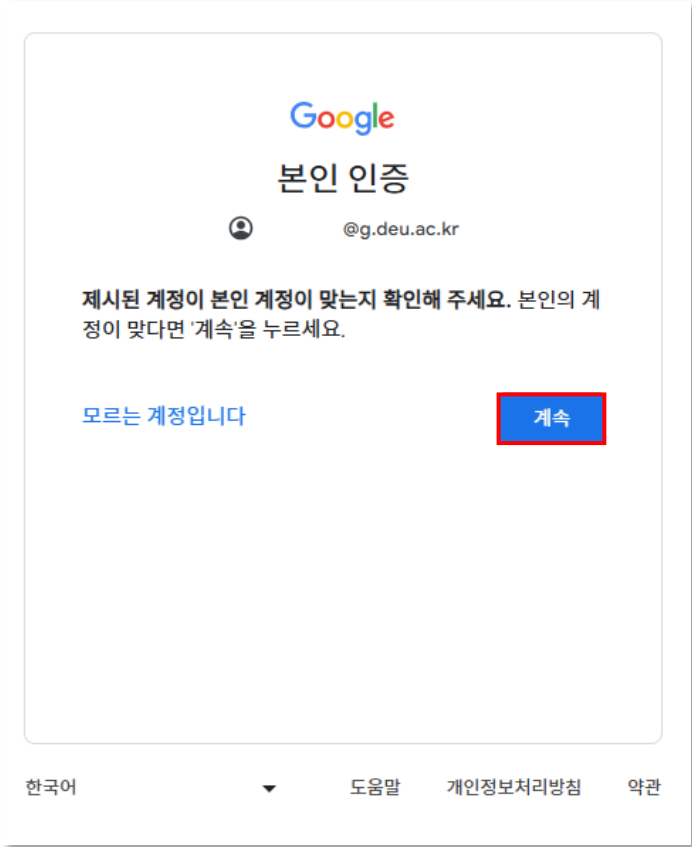 Google
본인 인증
@g.deu.ac.kr
제시된 계정이 본인 계정이 맞는지 확인해 주세요. 본인의 계
정이 맞다면 '계속'을 누르세요.
모르는 계정입니다 계속
한국어 도움말 개인정보처리방침 약관